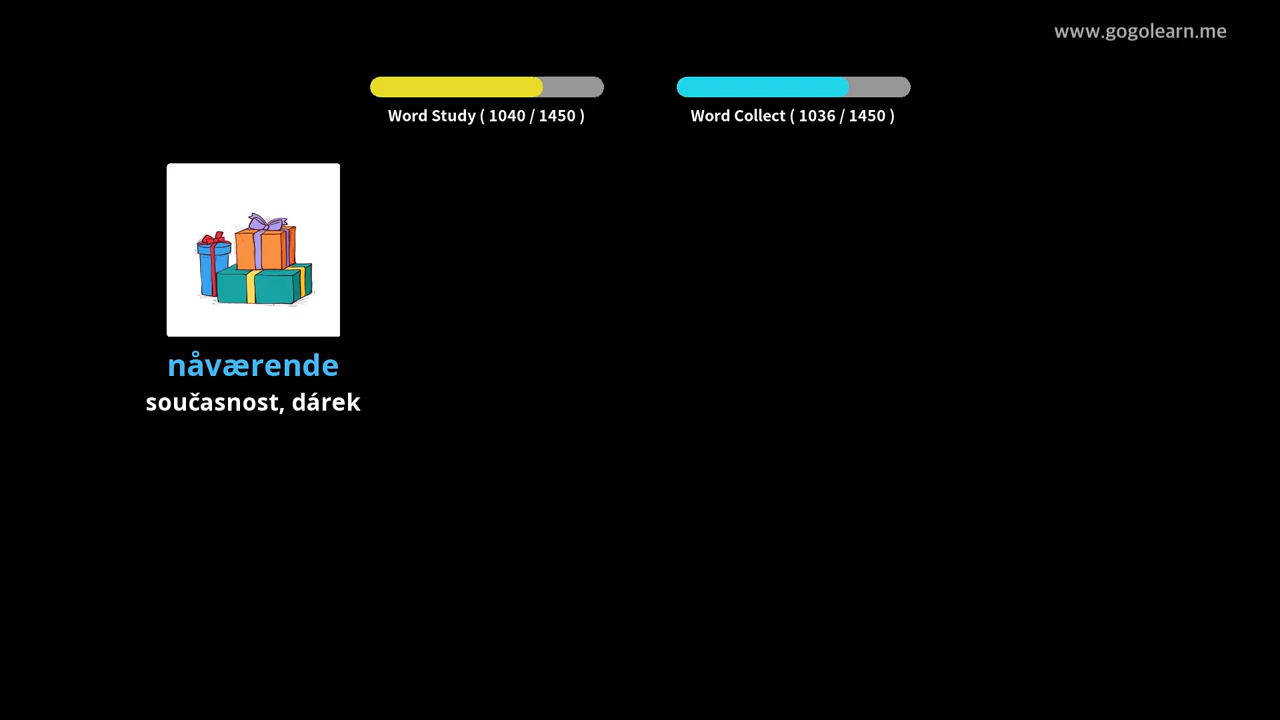 www.gogolearn.me
Word Study ( 1040 / 1450 )
Word Collect ( 1036 / 1450 )
nåværende
současnost, dárek